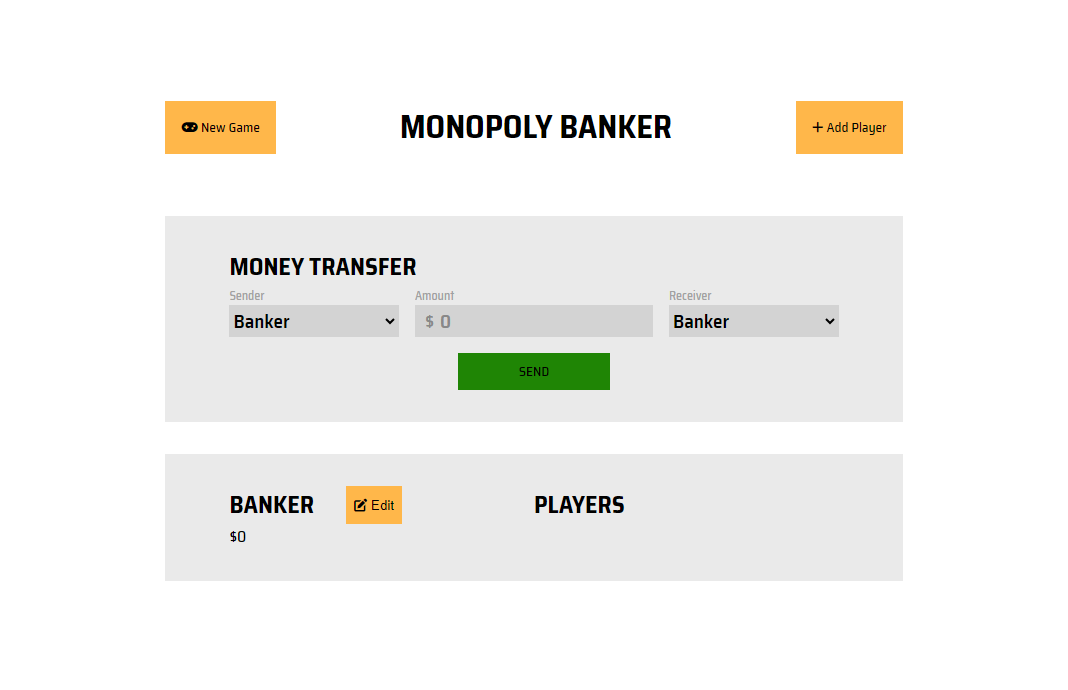 New Game
MONOPOLY BANKER
+ Add Player
MONEY TRANSFER
Sender
Amount
Receiver
Banker
$ 0
Banker
SEND
BANKER
Edit
PLAYERS
$0